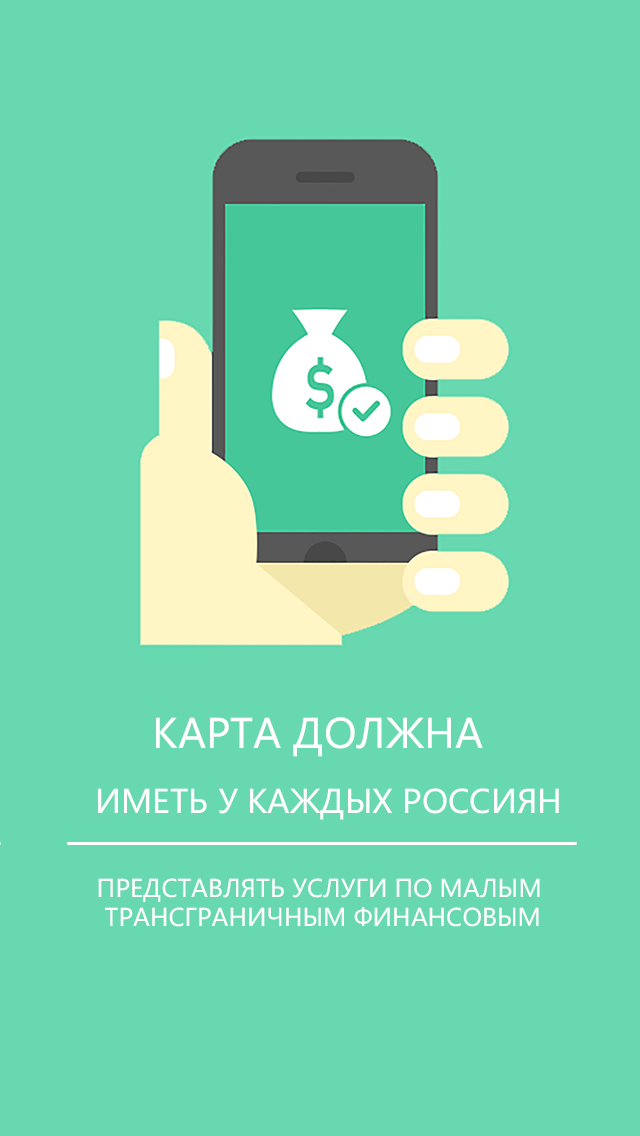 $
КАРТА ДОЛЖНА
ИМЕТЬ У КАЖДЫХ РОССИЯН
ПРЕДСТАВЛЯТЬ УСЛУГИ ПО МАЛЫМ
ТРАНСГРАНИЧНЫМ ФИНАНСОВЫМ